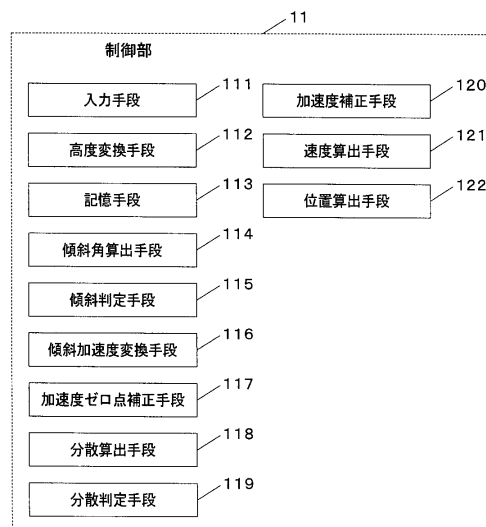 11
制御部
入力手段
111
高度変換手段
112
記憶手段
113
傾斜角算出手段
114
傾斜判定手段
115
傾斜加速度変換手段
116
加速度ゼロ点補正手段
117
分散算出手段
118
分散判定手段
119
加速度補正手段
120
速度算出手段
121
位置算出手段
122